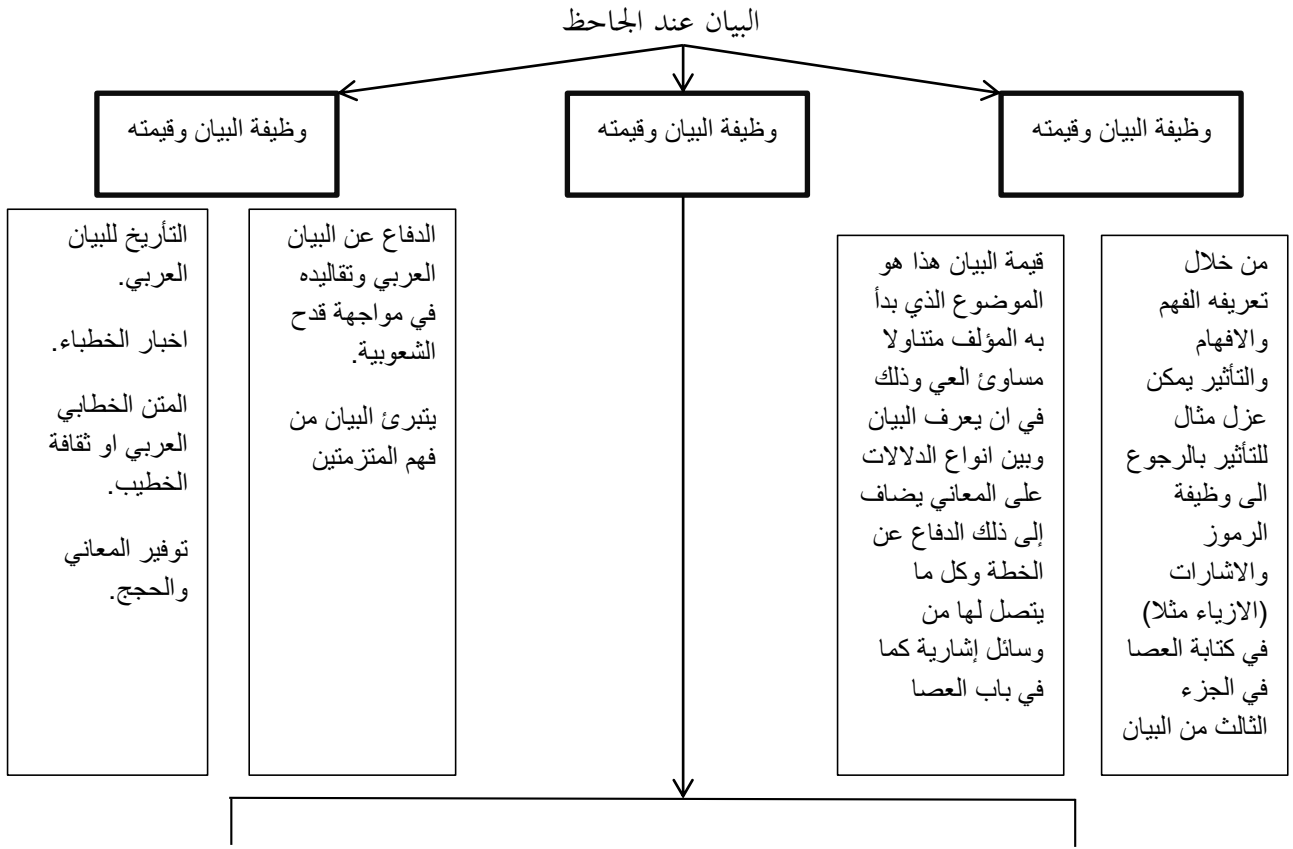 البيان عند الجاحظ
وظيفة البيان وقيمته
وظيفة البيان وقيمته
وظيفة البيان وقيمته
من خلال
تعريفه الفهم
والافهام
والتأثير يمكن
عزل مثال
للتأثير بالرجوع
الى وظيفة
الرموز
والاشارات
(الازياء مثلا)
في كتابة العصا
في الجزء
الثالث من البيان
قيمة البيان هذا هو
الموضوع الذي بدأ
به المؤلف متناولا
مساوئ العي وذلك
في ان يعرف البيان
وبين انواع الدلالات
على المعاني يضاف
إلى ذلك الدفاع عن
الخطة وكل ما
يتصل لها من
وسائل إشارية كما
في باب العصا
الدفاع عن البيان
العربي وتقاليده
في مواجهة قدح
الشعوبية.
يتبرئ البيان من
فهم المتزمتين
التأريخ للبيان
العربي.
اخبار الخطباء.
المتن الخطابي
العربي او ثقافة
الخطيب.
توفير المعاني
والحجج.